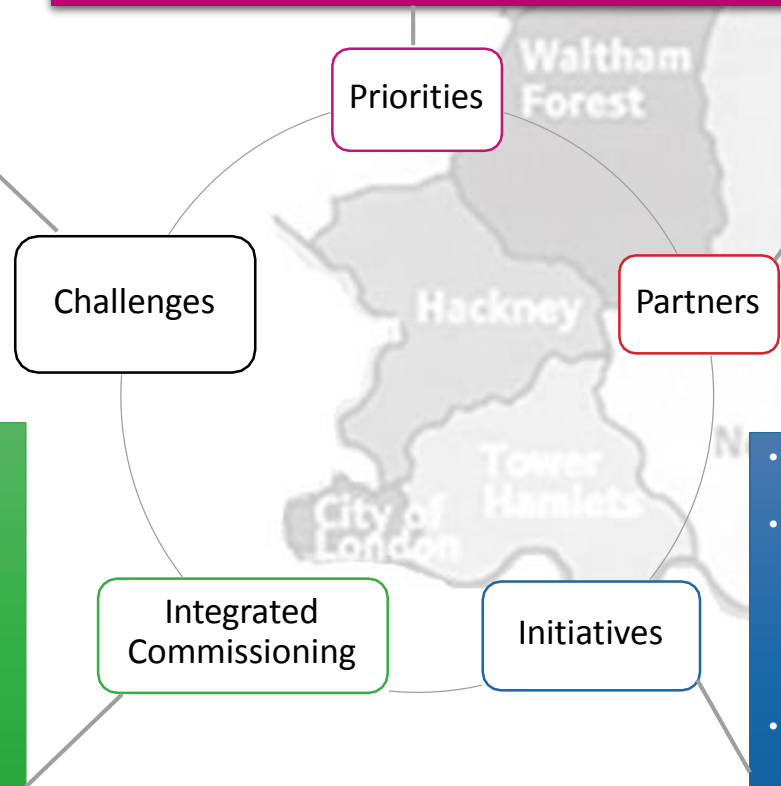 Waltham
Forest
Priorities
Challenges
Hackney
Partners
Tower
Hamlets
City of
London
Integrated
Commissioning
Initiatives